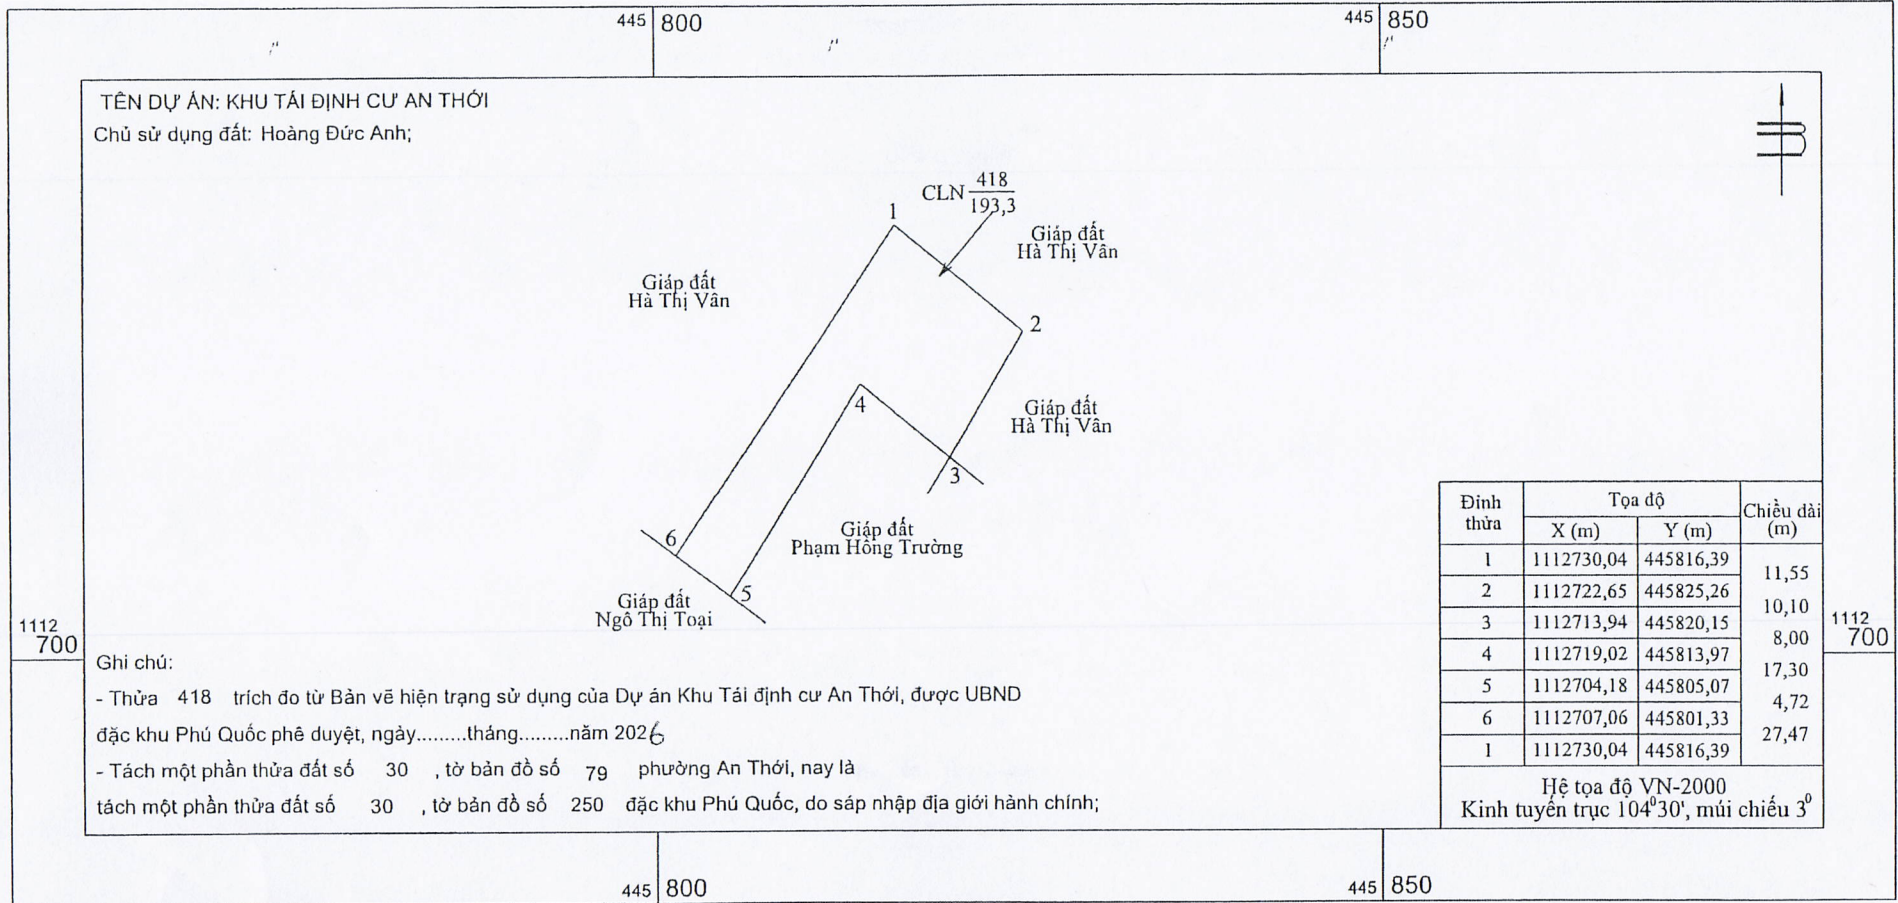 445 800
445 850
TÊN DỰ ÁN: KHU TÁI ĐỊNH CƯ AN THỚI
Chủ sử dụng đất: Hoàng Đức Anh;
CLN 418
193,3
1
Giáp đất
Hà Thị Vân
Giáp đất
Hà Thị Vân
2
4
Giáp đất
Hà Thị Vân
3
6
Giáp đất
Phạm Hồng Trường
5
Giáp đất
Ngô Thị Toại
Đỉnh thửa
Tọa dộ
Chiều dài (m)
X (m) Y (m)
1 1112730,04 445816,39
11,55
2 1112722,65 445825,26
10,10
3 1112713,94 445820,15
8,00
4 1112719,02 445813,97
17,30
5 1112704,18 445805,07
4,72
6 1112707,06 445801,33
27,47
1 1112730,04 445816,39
Hệ tọa độ VN-2000
Kinh tuyến trục 104⁰30', múi chiếu 3⁰
1112
700
1112
700
Ghi chú:
- Thửa 418 trích đo từ Bản vẽ hiện trạng sử dụng của Dự án Khu Tái định cư An Thới, được UBND
đặc khu Phú Quốc phê duyệt, ngày.........tháng.........năm 2026
- Tách một phần thửa đất số 30 , tờ bản đồ số 79 phường An Thới, nay là
tách một phần thửa đất số 30 , tờ bản đồ số 250 đặc khu Phú Quốc, do sáp nhập địa giới hành chính;
445 800
445 850